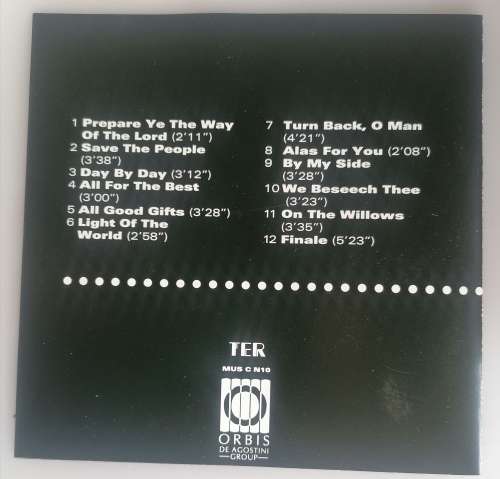 1 Prepare Ye The Way
Of The Lord (2'11")
2 Save The People
(3'38")
3 Day By Day (3'12")
4 All For The Best
(3'00")
5 All Good Gifts (3'28")
6 Light Of The
World (2'58")
7 Turn Back, O Man
(4'21")
8 Alas For You (2'08")
9 By My Side
(3'28")
10 We Beseech Thee
(3'23")
11 On The Willows
(3'35")
12 Finale (5'23")
TER
MUS C N10
ORBIS
DE AGOSTINI
GROUP